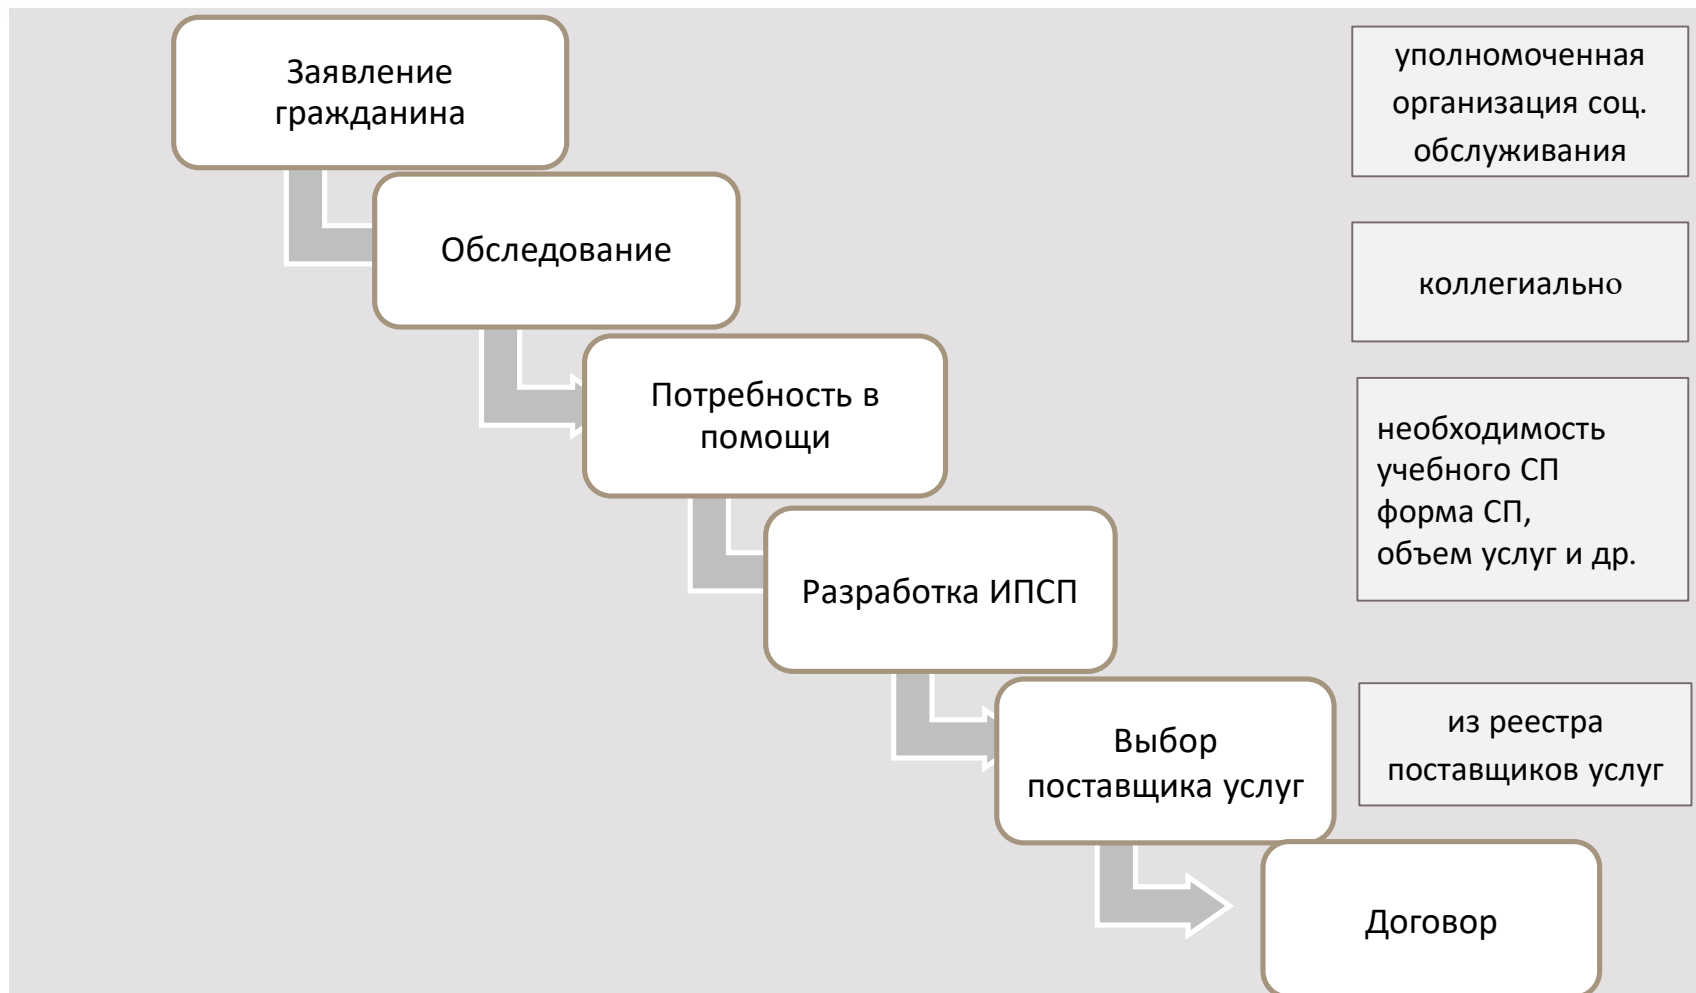 Заявление
гражданина
уполномоченная
организация соц.
обслуживания
Обследование
коллегиально
Потребность в
помощи
необходимость
учебного СП
форма СП,
объем услуг и др.
Разработка ИПСП
Выбор
поставщика услуг
из реестра
поставщиков услуг
Договор